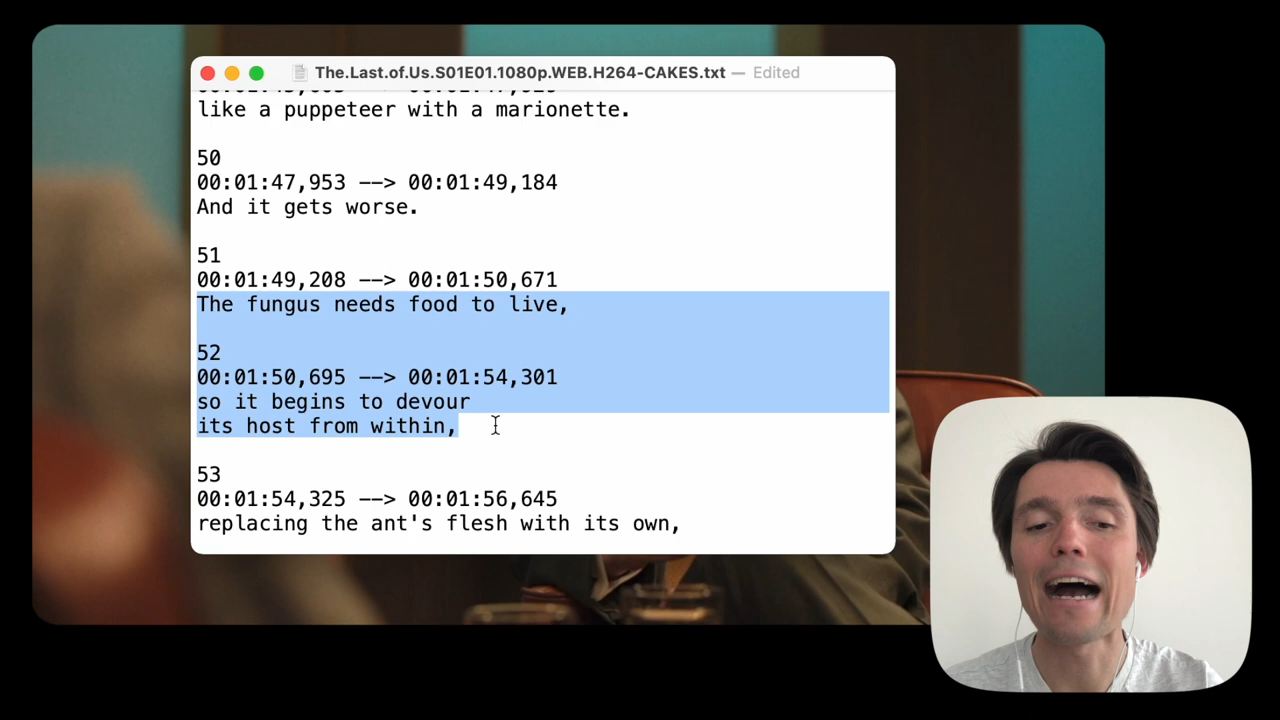 The.Last.of.Us.S01E01.1080p.WEB.H264-CAKES.txt — Edited
like a puppeteer with a marionette.
50
00:01:47,953 --> 00:01:49,184
And it gets worse.
51
00:01:49,208 --> 00:01:50,671
The fungus needs food to live,
52
00:01:50,695 --> 00:01:54,301
so it begins to devour
its host from within,
53
00:01:54,325 --> 00:01:56,645
replacing the ant's flesh with its own,